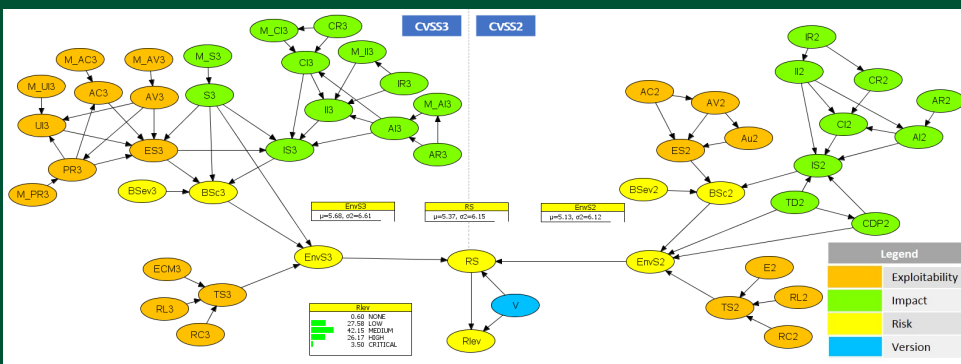 CVSS3
CVSS2
M_CI3
CR3
M_AC3
M_AV3
M_S3
M_II3
IR2
M_UI3
AC3
AV3
S3
CI3
IR3
II2
CR2
UI3
II3
M_AI3
AC2
AV2
AR2
ES3
IS3
AI3
CI2
AI2
PR3
AR3
ES2
Au2
IS2
M_PR3
BSev3
BSc3
BSev2
BSc2
TD2
CDP2
EnvS3
μ=5.68, σ2=6.61
RS
μ=5.37, σ2=6.15
EnvS2
μ=5.13, σ2=6.12
EnvS3
RS
EnvS2
ECM3
TS3
RL3
RC3
E2
TS2
RL2
RC2
V
Rlev
Rlev
0.60 NONE
27.58 LOW
42.15 MEDIUM
26.17 HIGH
3.50 CRITICAL
Legend
Exploitability
Impact
Risk
Version